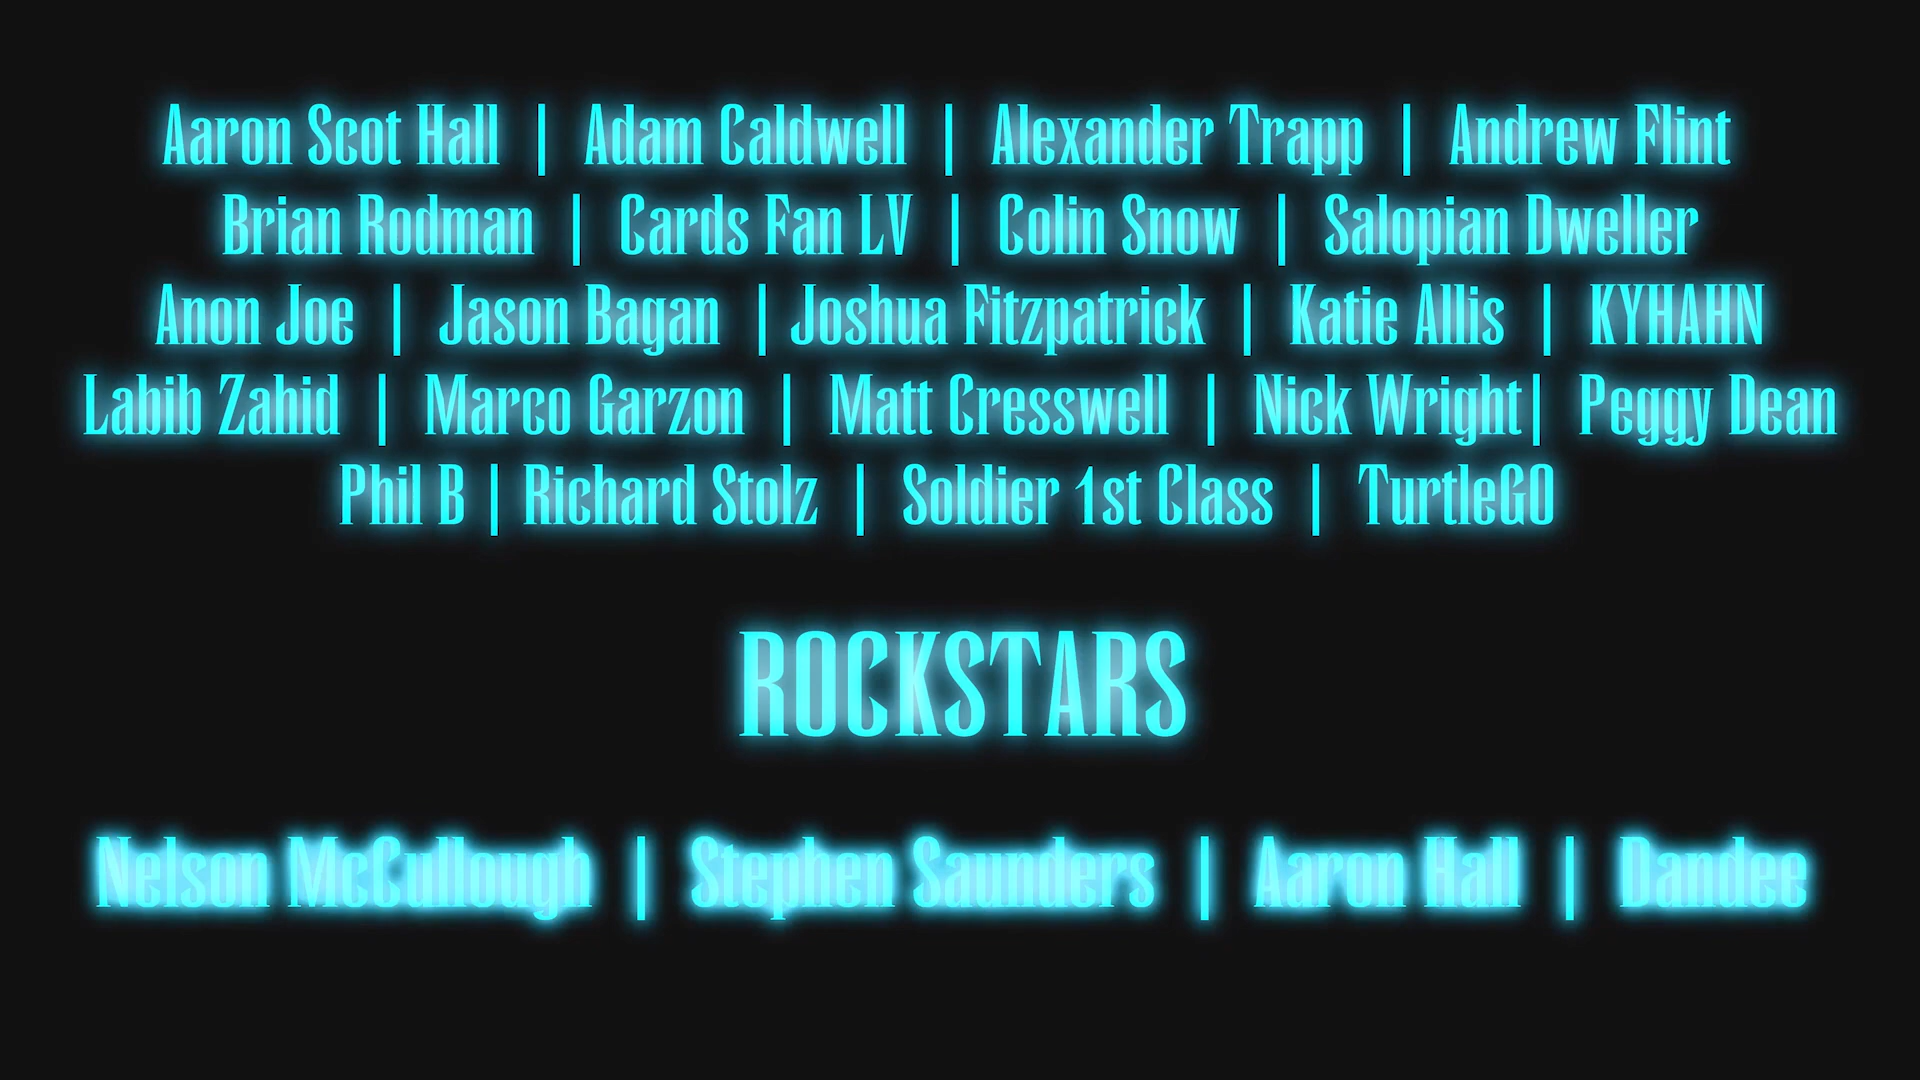 Aaron Scot Hall | Adam Caldwell | Alexander Trapp | Andrew Flint
Brian Rodman | Cards Fan LV | Colin Snow | Salopian Dweller
Anon Joe | Jason Bagan | Joshua Fitzpatrick | Katie Allis | KYHAHN
Labib Zahid | Marco Garzon | Matt Cresswell | Nick Wright| Peggy Dean
Phil B | Richard Stolz | Soldier 1st Class | TurtleGO
ROCKSTARS
Nelson McCullough | Stephen Saunders | Aaron Hall | Dandee